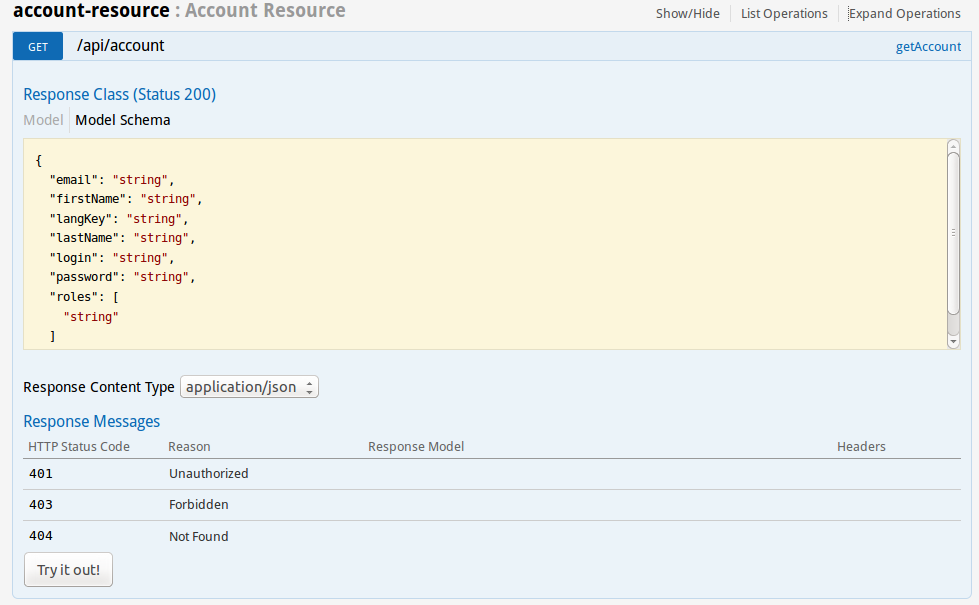 account-resource : Account Resource
Show/Hide List Operations Expand Operations
GET /api/account getAccount
Response Class (Status 200)
Model Model Schema
{
"email": "string",
"firstName": "string",
"langKey": "string",
"lastName": "string",
"login": "string",
"password": "string",
"roles": [
"string"
]
Response Content Type application/json
Response Messages
HTTP Status Code Reason Response Model Headers
401 Unauthorized
403 Forbidden
404 Not Found
Try it out!